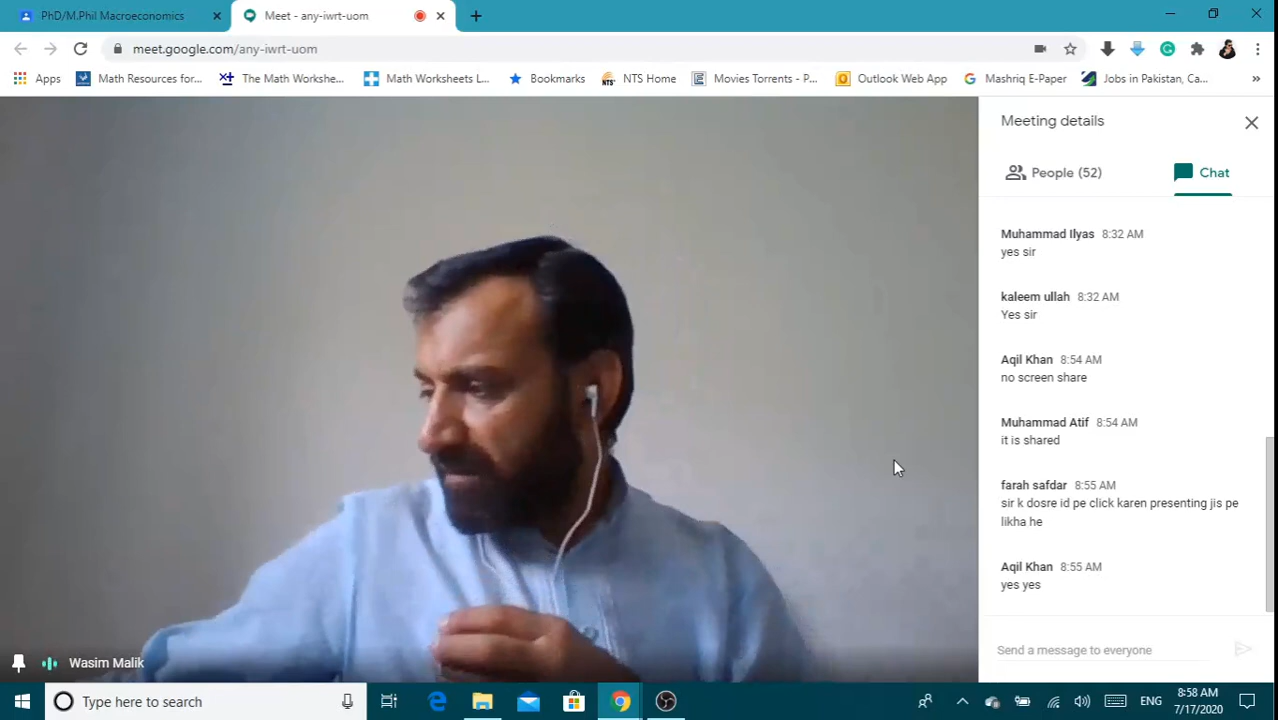 PhD/M.Phil Macroeconomics
Meet - any-iwrt-uom
meet.google.com/any-iwrt-uom
Apps
Math Resources for...
The Math Workshe...
Math Worksheets L...
Bookmarks
NTS Home
Movies Torrents - P...
Outlook Web App
Mashriq E-Paper
Jobs in Pakistan, Ca...
»
Meeting details
People (52)
Chat
Muhammad Ilyas 8:32 AM
yes sir
kaleem ullah 8:32 AM
Yes sir
Aqil Khan 8:54 AM
no screen share
Muhammad Atif 8:54 AM
it is shared
farah safdar 8:55 AM
sir k dosre id pe click karen presenting jis pe
likha he
Aqil Khan 8:55 AM
yes yes
Send a message to everyone
Wasim Malik
Type here to search
ENG
8:58 AM
7/17/2020